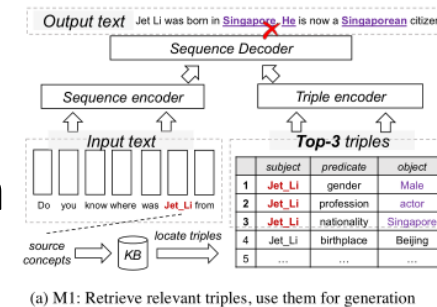 Output text Jet Li was born in Singapore. He is now a Singaporean citizen
Sequence Decoder
Sequence encoder Triple encoder
Input text Top-3 triples
subject predicate object
1 Jet_Li gender Male
2 Jet_Li profession actor
3 Jet_Li nationality Singapore
4 Jet_Li birthplace Beijing
5 ... ... ...
Do you know where was Jet_Li from
source concepts
KB
locate triples
(a) M1: Retrieve relevant triples, use them for generation